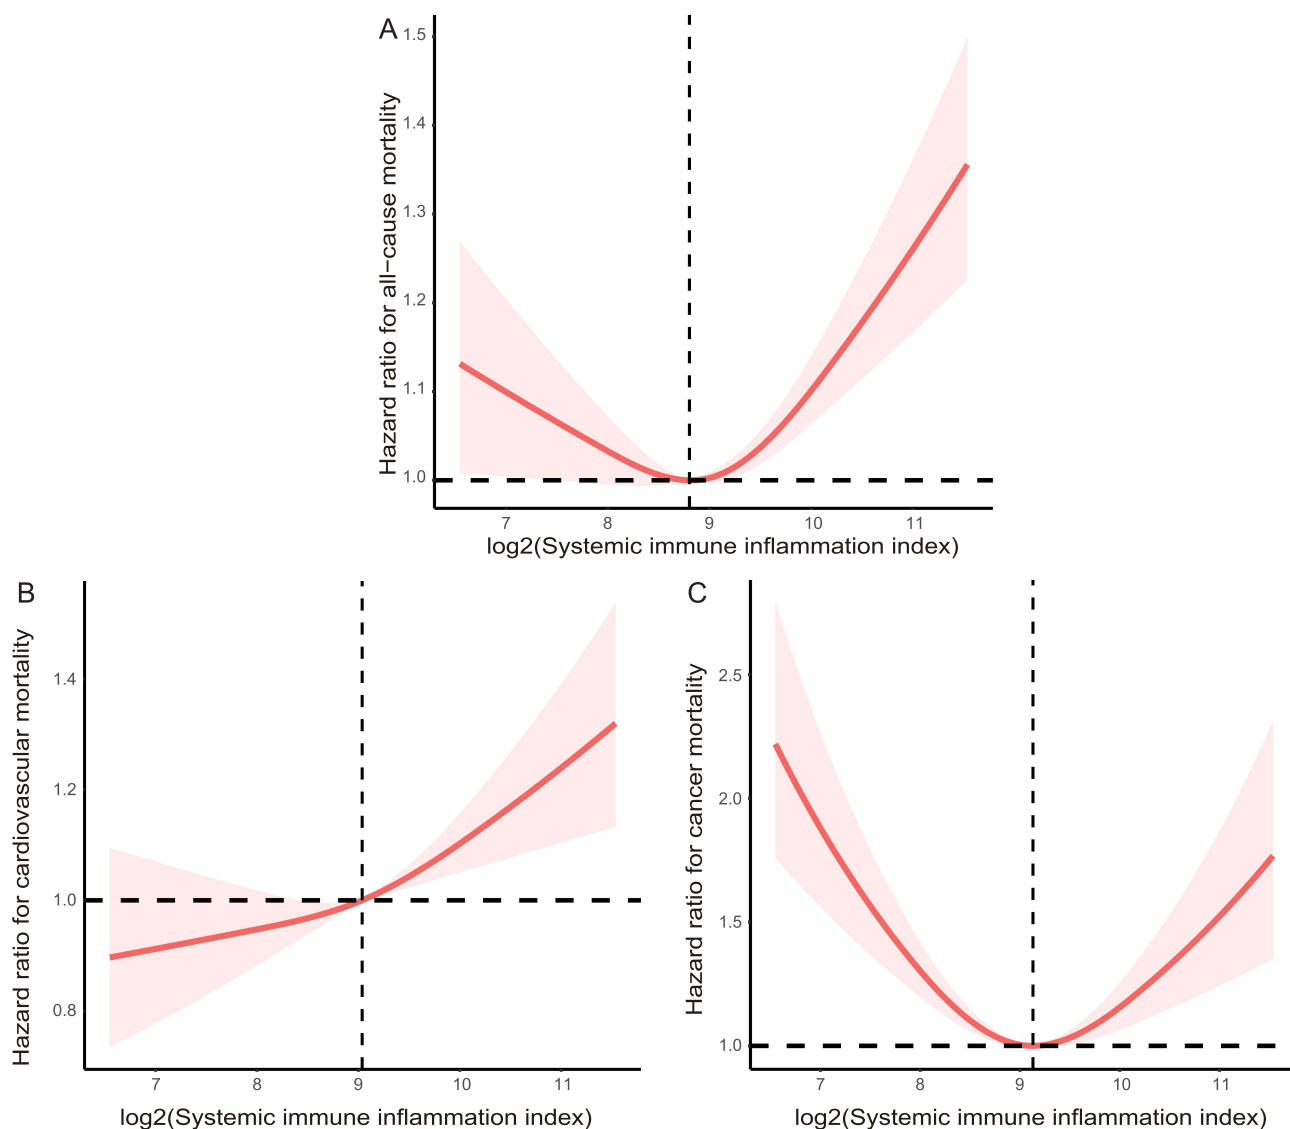 A
Hazard ratio for all−cause mortality
1.5
1.4
1.3
1.2
1.1
1.0
7 8 9 10 11
log2(Systemic immune inflammation index)
B
Hazard ratio for cardiovascular mortality
1.4
1.2
1.0
0.8
7 8 9 10 11
log2(Systemic immune inflammation index)
C
Hazard ratio for cancer mortality
2.5
2.0
1.5
1.0
7 8 9 10 11
log2(Systemic immune inflammation index)